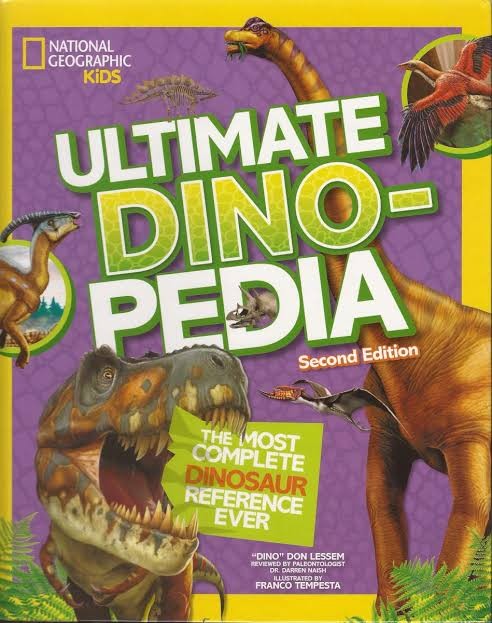 NATIONAL
GEOGRAPHIC
KiDS
ULTIMATE
DINO-
PEDIA
Second Edition
THE MOST
COMPLETE
DINOSAUR
REFERENCE
EVER
"DINO" DON LESSEM
REVIEWED BY PALEONTOLOGIST
DR. DARREN NAISH
ILLUSTRATED BY
FRANCO TEMPESTA